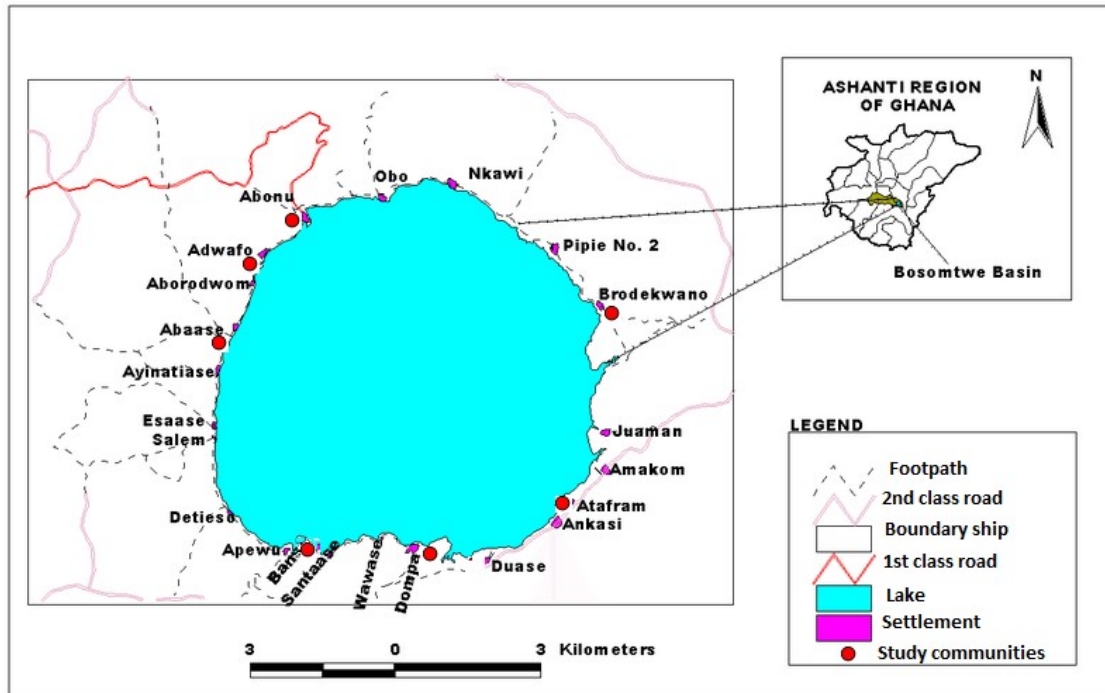 ASHANTI REGION
OF GHANA
N
Bosomtwe Basin
Obo
Nkawi
Abonu
Adwafo
Pipie No. 2
Aborodwom
Brodekwano
Abaase
Ayinatiase
Esaase
Salem
Juaman
Amakom
Detieso
Atafram
Ankasi
Apewu
Banso
Santaase
Wawase
Dompa
Duase
3 0 3 Kilometers
LEGEND
Footpath
2nd class road
Boundary ship
1st class road
Lake
Settlement
Study communities